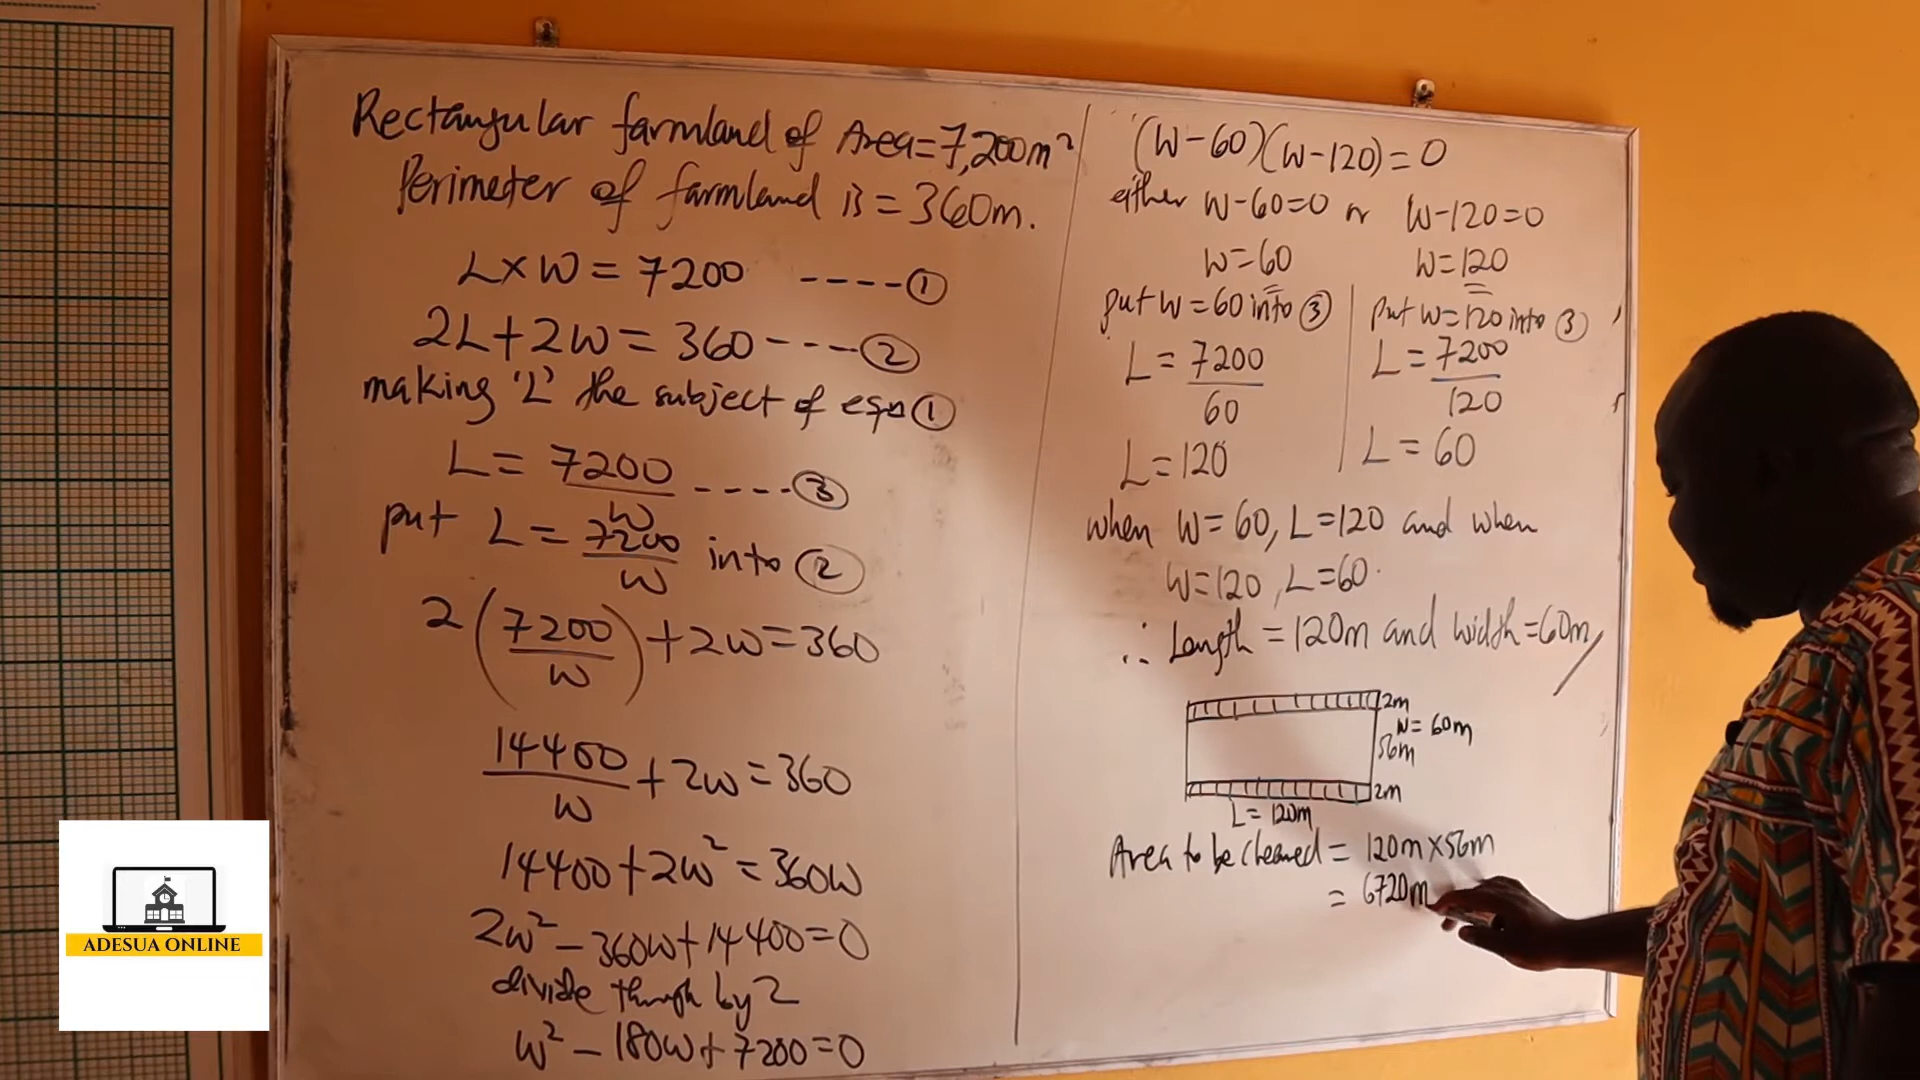 Rectangular farmland of Area=7,200m²
Perimeter of farmland is = 360m.
L×W = 7200 ----①
2L+2W = 360 ----②
making 'L' the subject of eqn ①
L = 7200/W ----③
put L = 7200/W into ②
2(7200/W)+2W=360
14400/W+2W=360
14400+2W²=360W
2W²-360W+14400=0
divide through by 2
W²-180W+7200=0
(W-60)(W-120)=0
either W-60=0 or W-120=0
W=60 W=120
put W=60 into ③ put W=120 into ③
L=7200/60 L=7200/120
L=120 L=60
when W=60, L=120 and when
W=120, L=60.
∴ Length = 120m and width=60m
2m
W= 60m
56m
2m
L= 120m
Area to be cleared = 120m×56m
= 6720m
ADESUA ONLINE